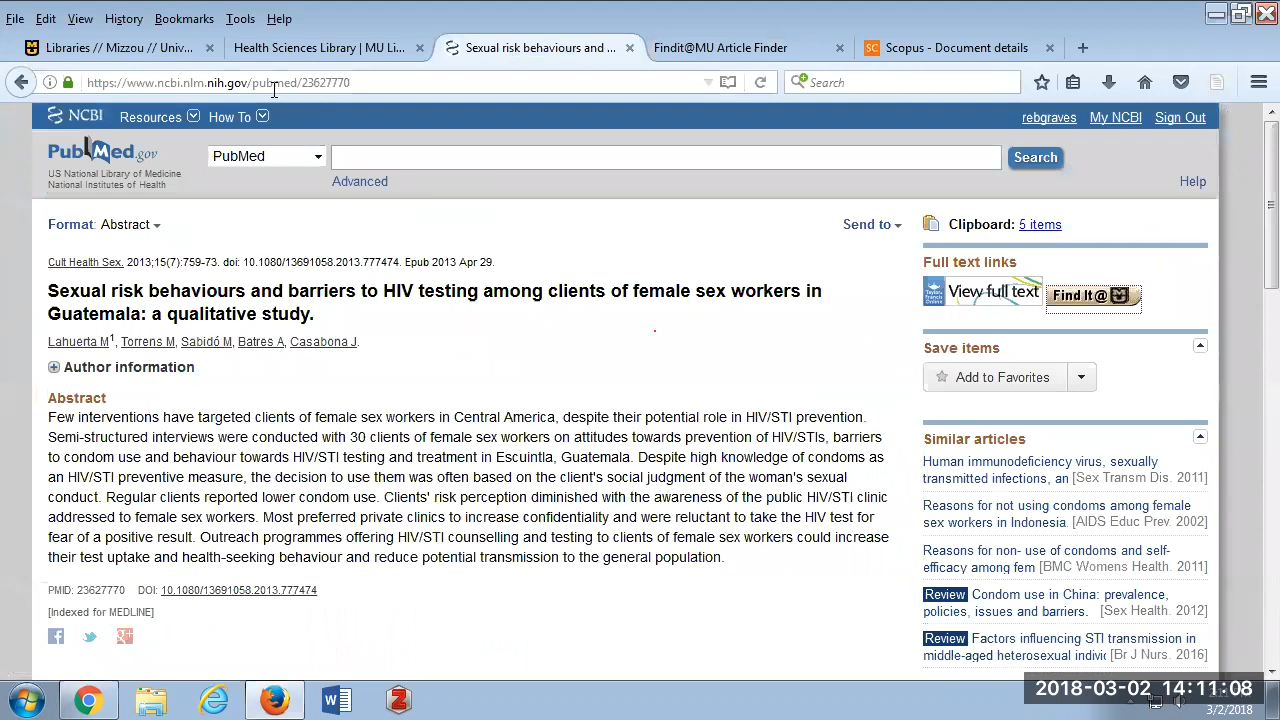 File Edit View History Bookmarks Tools Help
Libraries // Mizzou // Univ... × Health Sciences Library | MU Li... × Sexual risk behaviours and ... × Findit@MU Article Finder × SC Scopus - Document details × +
https://www.ncbi.nlm.nih.gov/pubmed/23627770 Search
NCBI Resources How To rebgraves My NCBI Sign Out
PubMed.gov
US National Library of Medicine
National Institutes of Health
PubMed Search
Advanced Help
Format: Abstract Send to
Cult Health Sex. 2013;15(7):759-73. doi: 10.1080/13691058.2013.777474. Epub 2013 Apr 29.
Sexual risk behaviours and barriers to HIV testing among clients of female sex workers in
Guatemala: a qualitative study.
Lahuerta M1, Torrens M, Sabidó M, Batres A, Casabona J.
Author information
Abstract
Few interventions have targeted clients of female sex workers in Central America, despite their potential role in HIV/STI prevention.
Semi-structured interviews were conducted with 30 clients of female sex workers on attitudes towards prevention of HIV/STIs, barriers
to condom use and behaviour towards HIV/STI testing and treatment in Escuintla, Guatemala. Despite high knowledge of condoms as
an HIV/STI preventive measure, the decision to use them was often based on the client's social judgment of the woman's sexual
conduct. Regular clients reported lower condom use. Clients' risk perception diminished with the awareness of the public HIV/STI clinic
addressed to female sex workers. Most preferred private clinics to increase confidentiality and were reluctant to take the HIV test for
fear of a positive result. Outreach programmes offering HIV/STI counselling and testing to clients of female sex workers could increase
their test uptake and health-seeking behaviour and reduce potential transmission to the general population.
PMID: 23627770 DOI: 10.1080/13691058.2013.777474
[Indexed for MEDLINE]
Clipboard: 5 items
Full text links
Taylor & Francis Online View full text Find It @
Save items
Add to Favorites
Similar articles
Human immunodeficiency virus, sexually
transmitted infections, an [Sex Transm Dis. 2011]
Reasons for not using condoms among female
sex workers in Indonesia. [AIDS Educ Prev. 2002]
Reasons for non- use of condoms and self-
efficacy among fem [BMC Womens Health. 2011]
Review Condom use in China: prevalence,
policies, issues and barriers. [Sex Health. 2012]
Review Factors influencing STI transmission in
middle-aged heterosexual indivic [Br J Nurs. 2016]
2018-03-02 14:11:08
3/2/2018